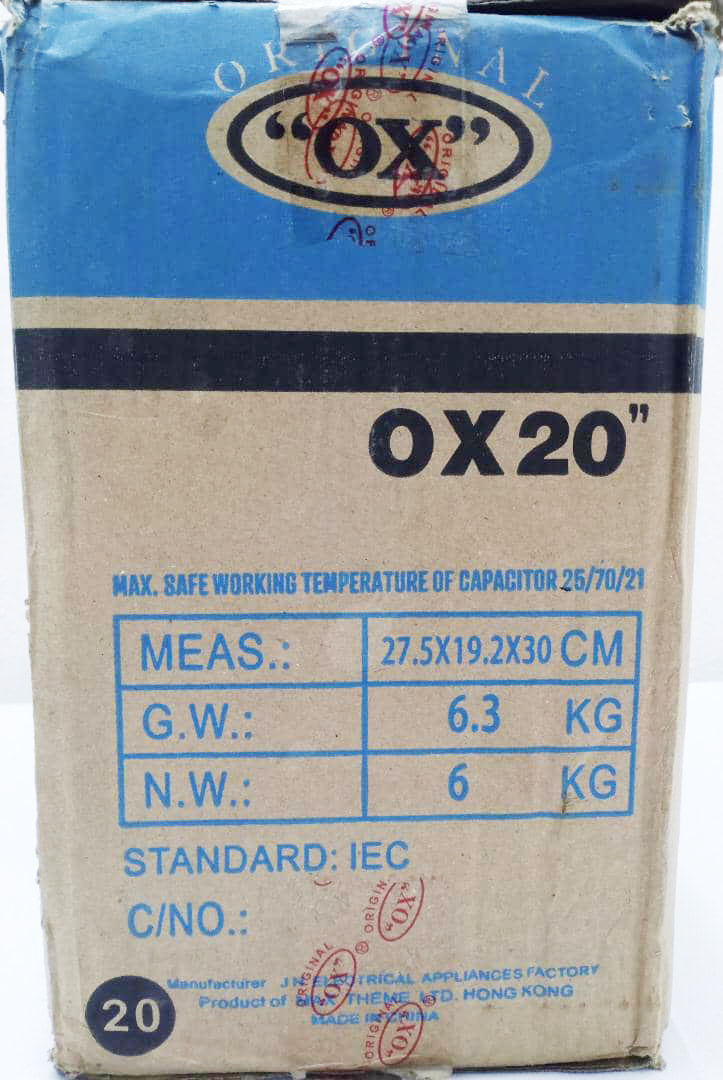 ORIGINAL
“OX”
OX20”
MAX. SAFE WORKING TEMPERATURE OF CAPACITOR 25/70/21
MEAS.: 27.5X19.2X30 CM
G.W.: 6.3 KG
N.W.: 6 KG
STANDARD: IEC
C/NO.:
ORIGINAL
“OX”
20
Manufacturer ELECTRICAL APPLIANCES FACTORY
Product of THEME LTD. HONG KONG
MADE IN CHINA